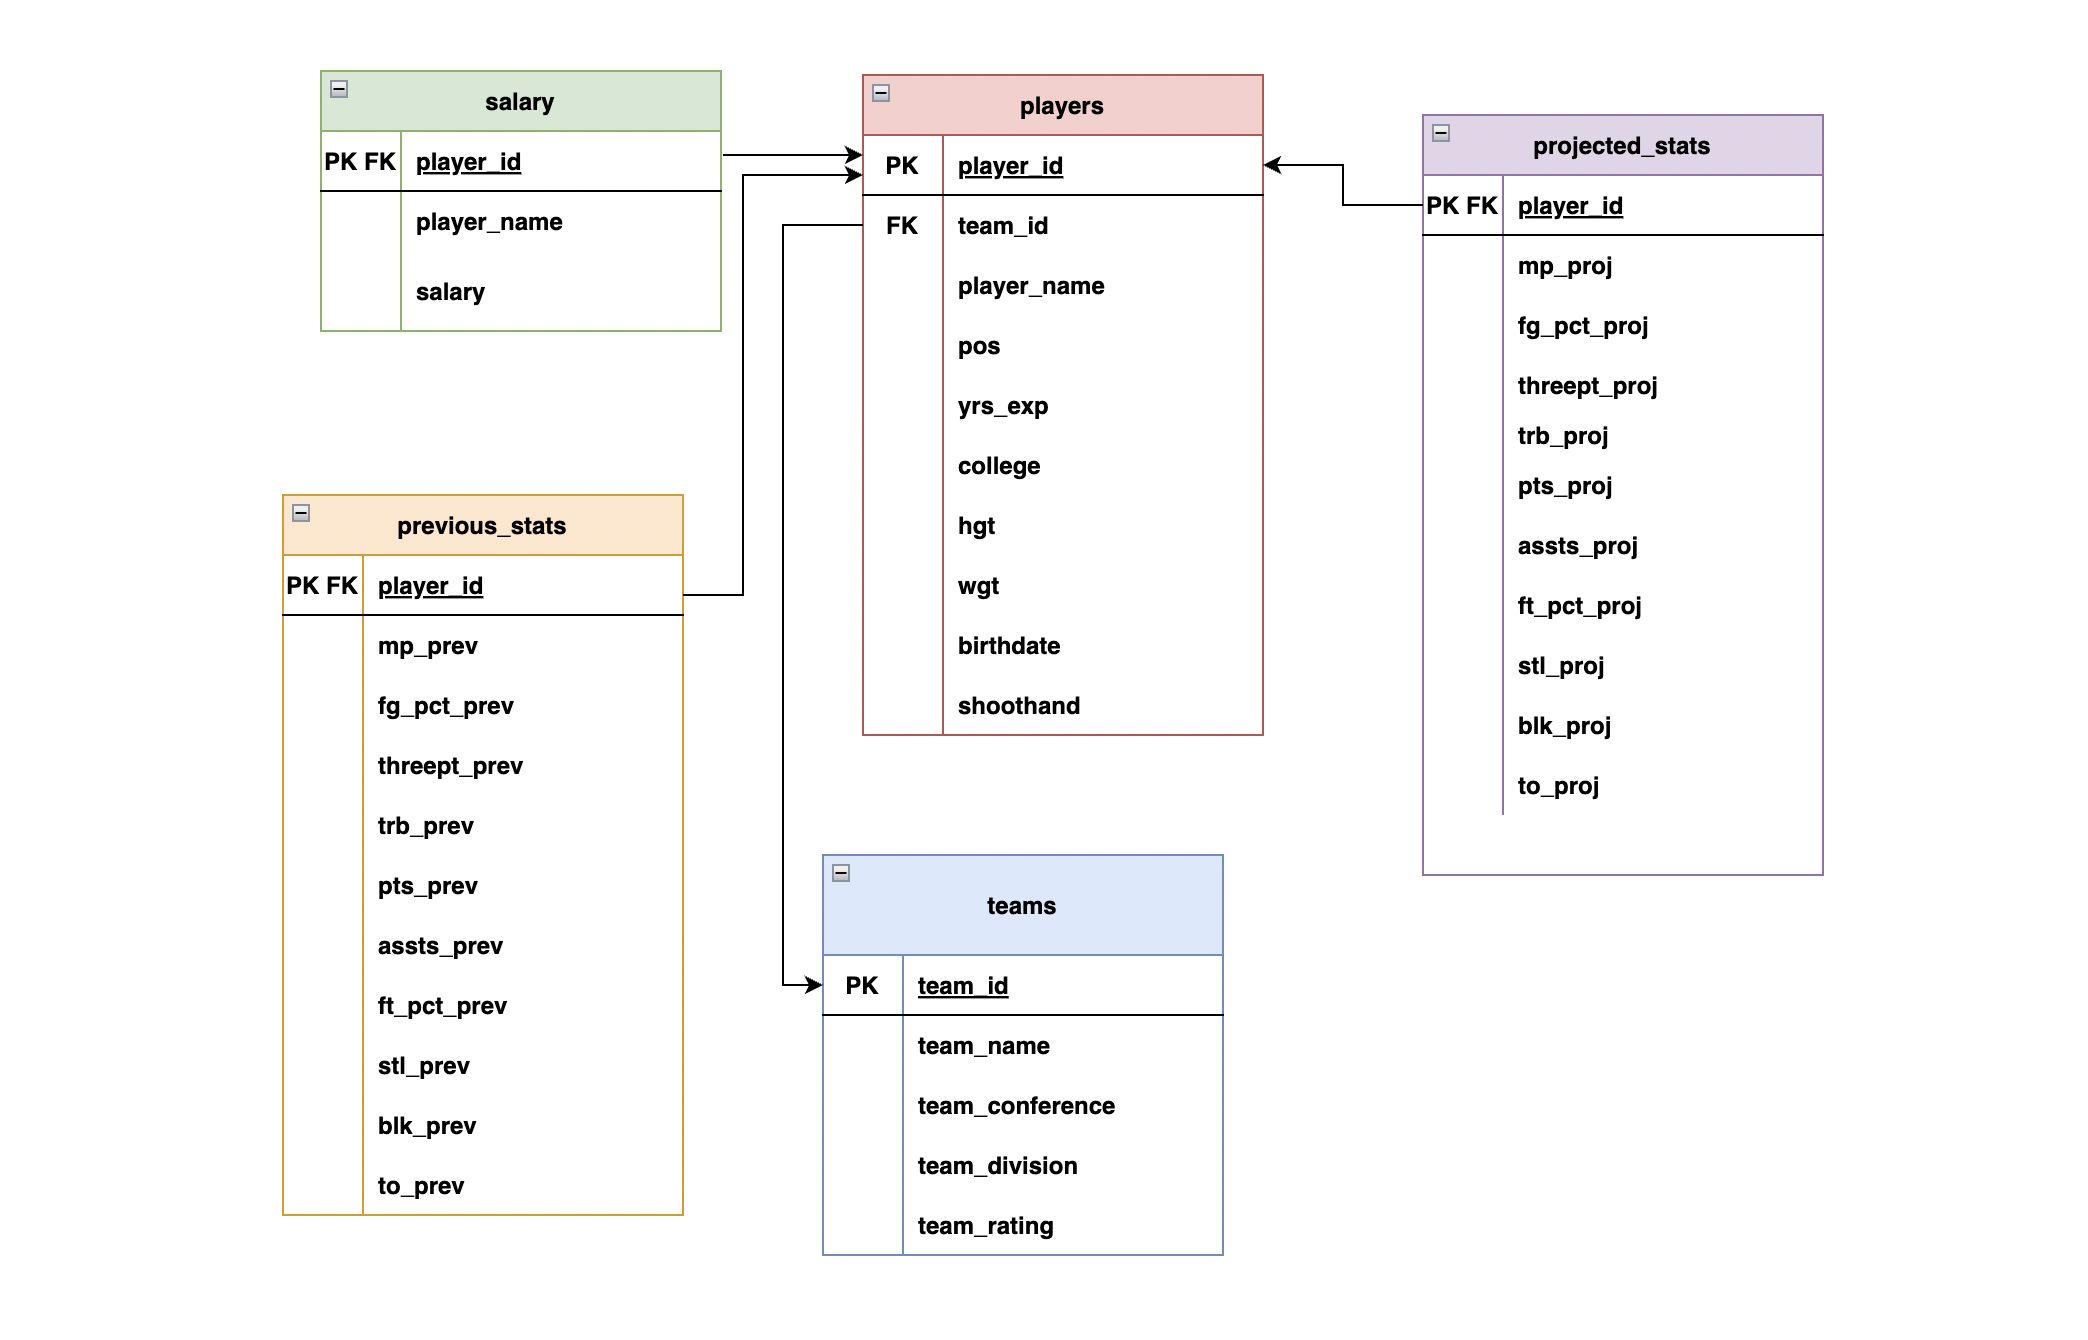 salary
PK FK player_id
player_name
salary
players
PK player_id
FK team_id
player_name
pos
yrs_exp
college
hgt
wgt
birthdate
shoothand
projected_stats
PK FK player_id
mp_proj
fg_pct_proj
threept_proj
trb_proj
pts_proj
assts_proj
ft_pct_proj
stl_proj
blk_proj
to_proj
previous_stats
PK FK player_id
mp_prev
fg_pct_prev
threept_prev
trb_prev
pts_prev
assts_prev
ft_pct_prev
stl_prev
blk_prev
to_prev
teams
PK team_id
team_name
team_conference
team_division
team_rating